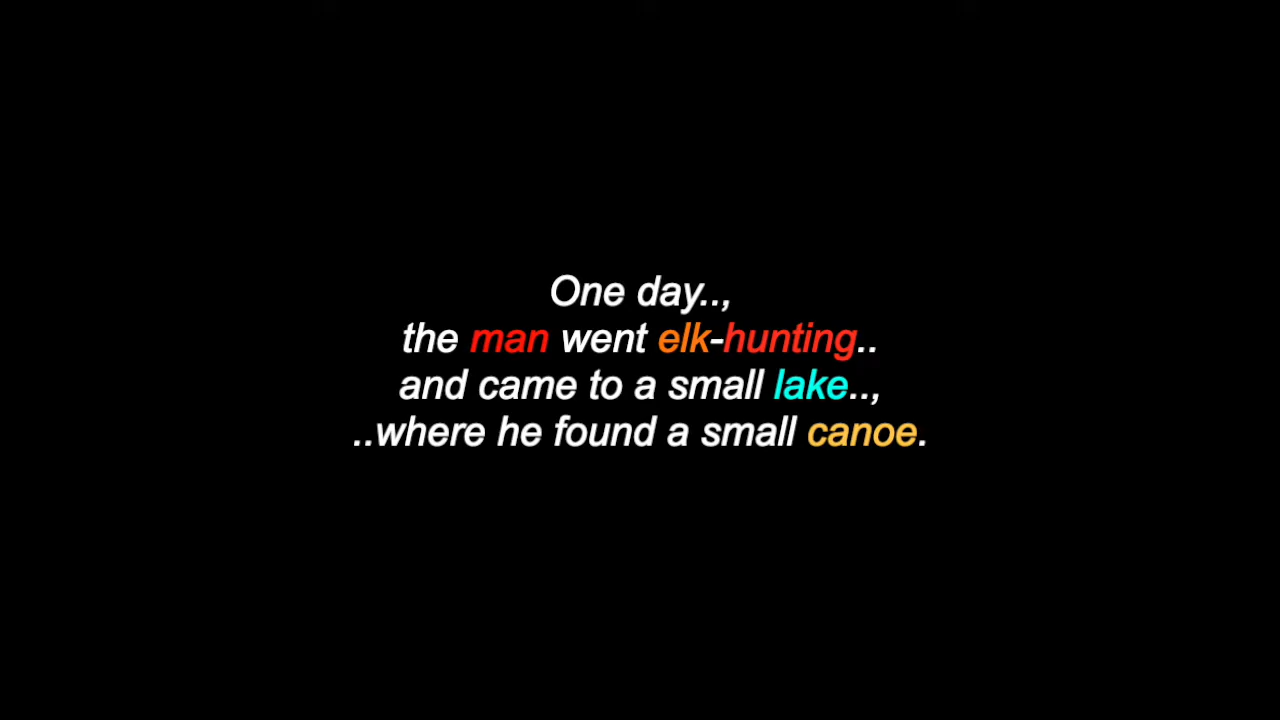 One day..,
the man went elk-hunting..
and came to a small lake..,
..where he found a small canoe.